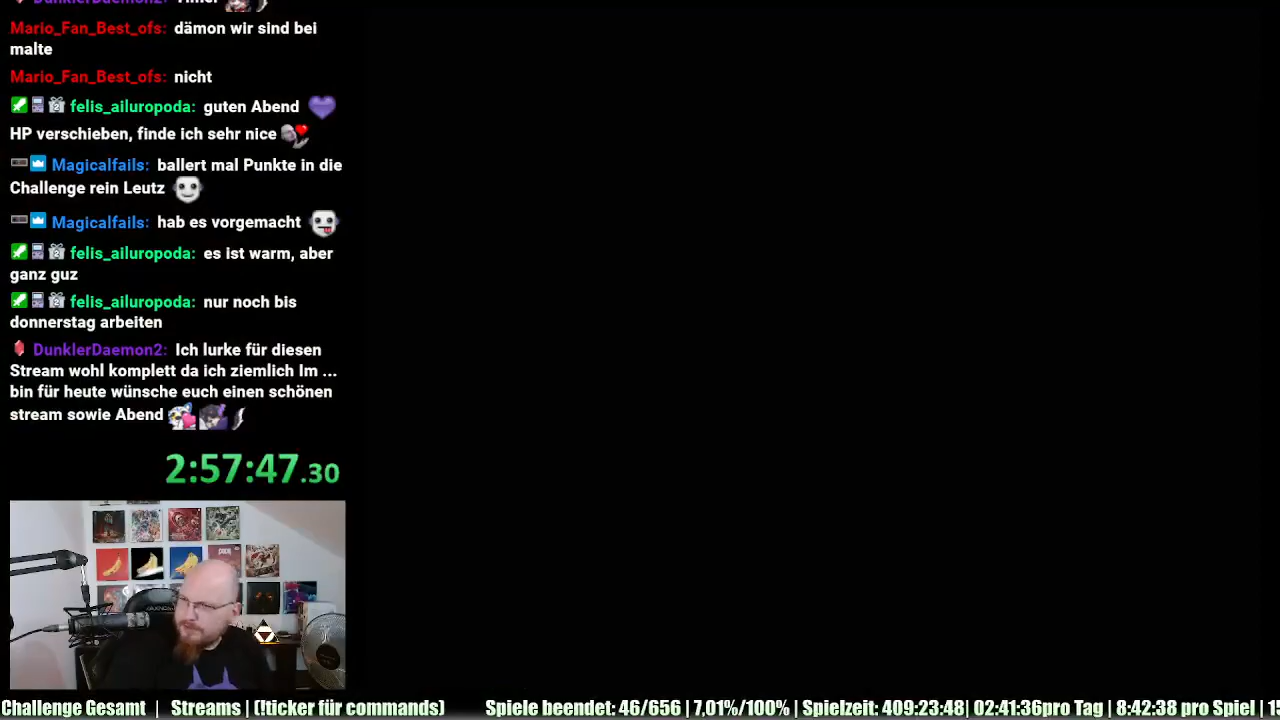 Mario_Fan_Best_ofs: dämon wir sind bei
malte
Mario_Fan_Best_ofs: nicht
felis_ailuropoda: guten Abend
HP verschieben, finde ich sehr nice
Magicalfails: ballert mal Punkte in die
Challenge rein Leutz
Magicalfails: hab es vorgemacht
felis_ailuropoda: es ist warm, aber
ganz guz
felis_ailuropoda: nur noch bis
donnerstag arbeiten
DunklerDaemon2: Ich lurke für diesen
Stream wohl komplett da ich ziemlich Im ...
bin für heute wünsche euch einen schönen
stream sowie Abend
2:57:47.30
Challenge Gesamt | Streams | (!ticker für commands) Spiele beendet: 46/656 | 7,01%/100% | Spielzeit: 409:23:48| 02:41:36pro Tag | 8:42:38 pro Spiel |